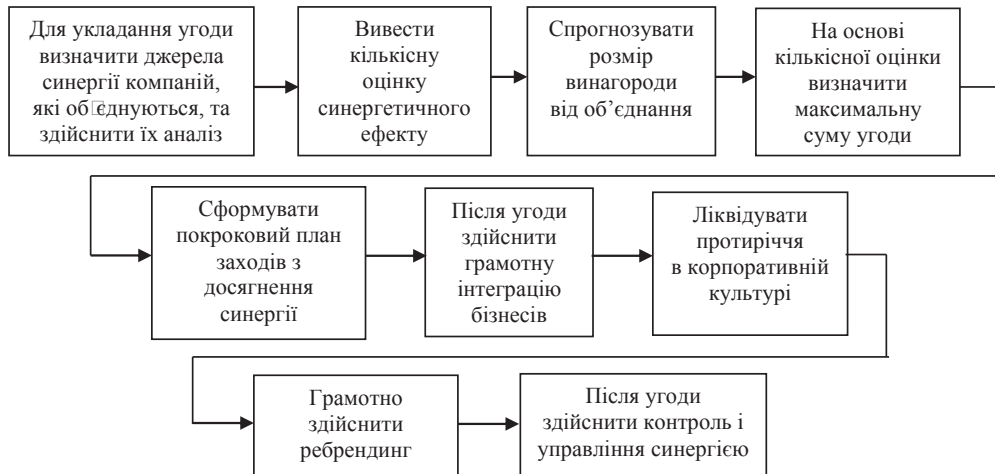 Для укладання угоди
визначити джерела
синергії компаній,
які об□єднуються, та
здійснити їх аналіз
Вивести
кількісну
оцінку
синергетичного
ефекту
Спрогнозувати
розмір
винагороди
від об’єднання
На основі
кількісної оцінки
визначити
максимальну
суму угоди
Сформувати
покроковий план
заходів з
досягнення
синергії
Після угоди
здійснити
грамотну
інтеграцію
бізнесів
Ліквідувати
протиріччя
в корпоративній
культурі
Грамотно
здійснити
ребрендинг
Після угоди
здійснити контроль і
управління синергією